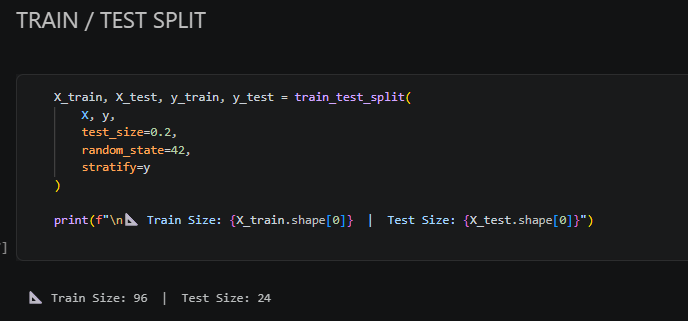 TRAIN / TEST SPLIT
X_train, X_test, y_train, y_test = train_test_split(
    X, y,
    test_size=0.2,
    random_state=42,
    stratify=y
)
print(f"\n📐 Train Size: {X_train.shape[0]}  |  Test Size: {X_test.shape[0]}")
]
📐 Train Size: 96  |  Test Size: 24